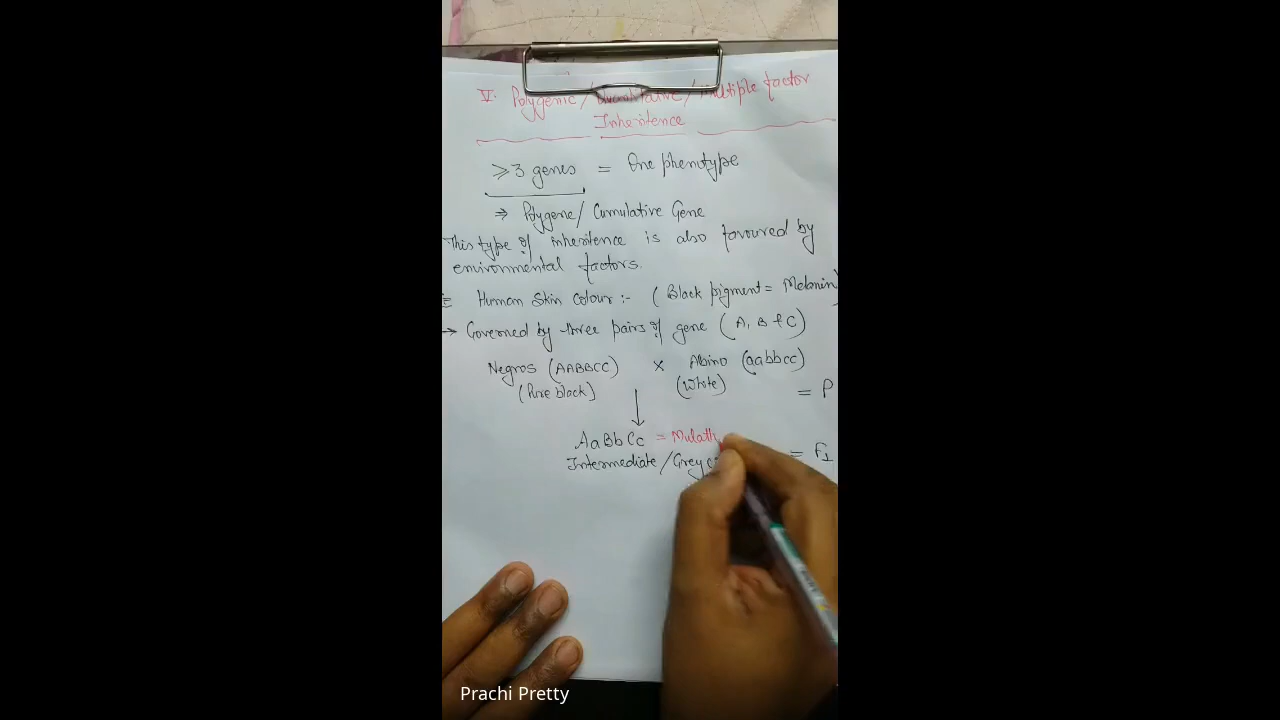 V. Polygenic / Quantitative / Multiple factor
Inheritence
≥3 genes = One phenotype
⇒ Polygene / Cumulative Gene
This type of inheritence is also favoured by
environmental factors.
Human Skin Colour :- (Black pigment = Melanin)
→ Governed by three pairs of gene (A, B & C)
Negros (AABBCC) × Albino (aabbcc)
(Pure black) (White) = P
↓
AaBbCc = Mulatt
Intermediate / Grey = F1
Prachi Pretty